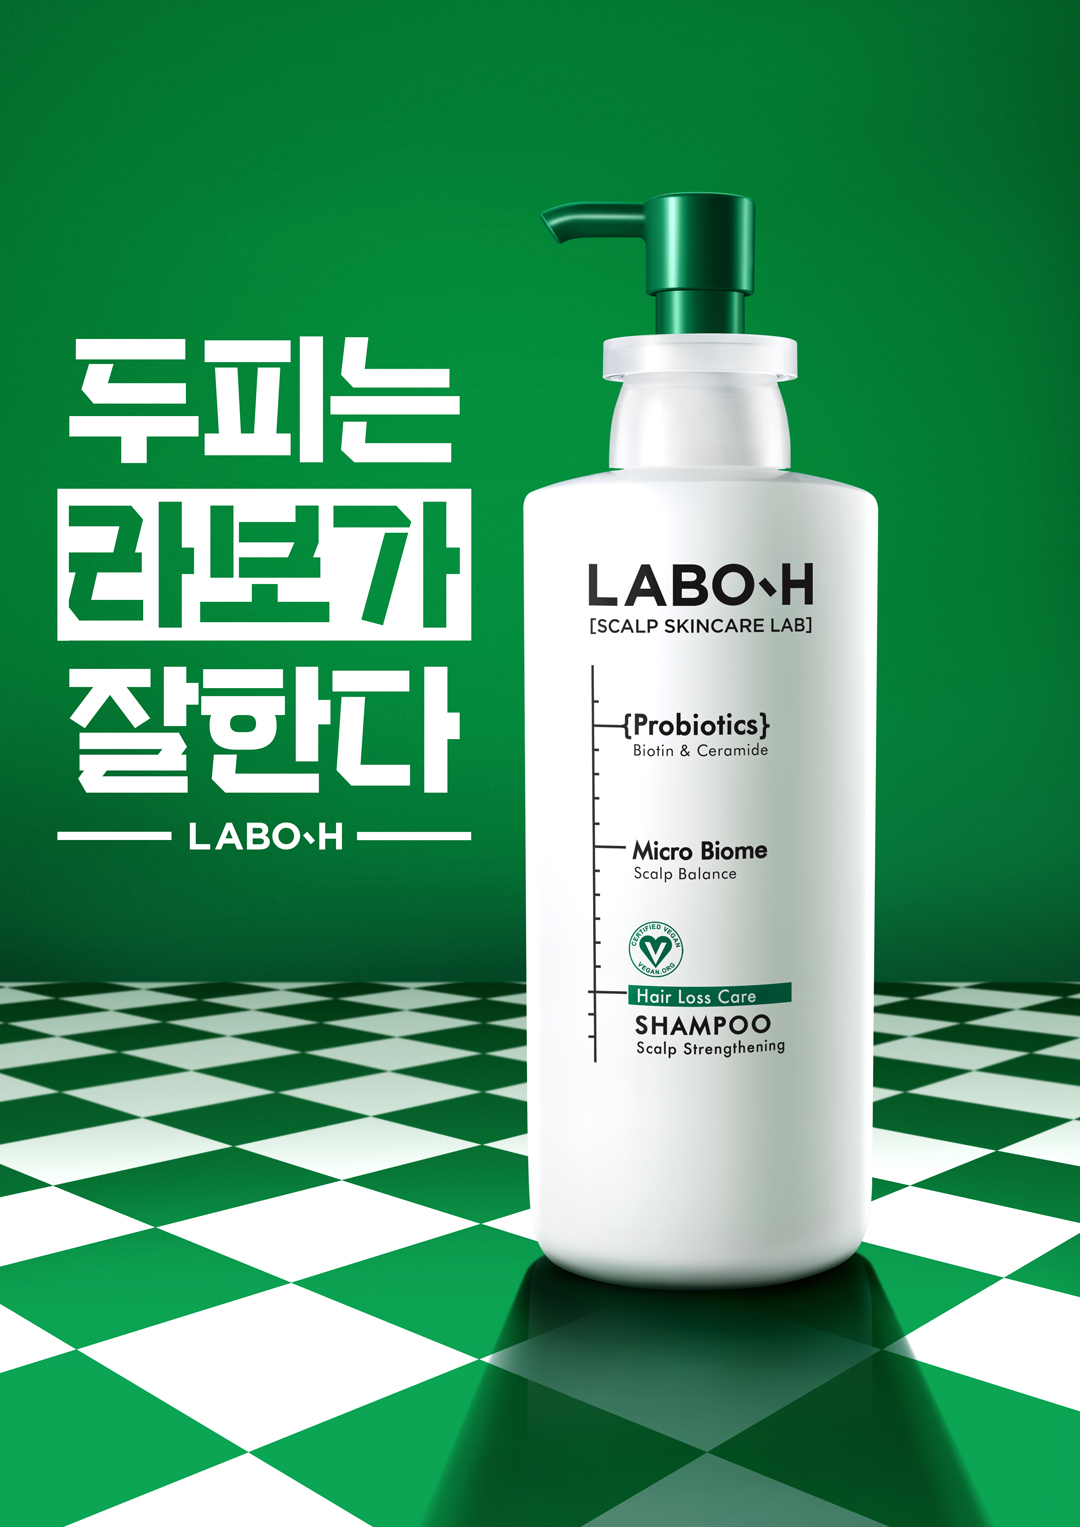 두피는
라보가
잘한다
LABO-H
LABO-H
[SCALP SKINCARE LAB]
{Probiotics}
Biotin & Ceramide
Micro Biome
Scalp Balance
CERTIFIED VEGAN
VEGAN.ORG
Hair Loss Care
SHAMPOO
Scalp Strengthening